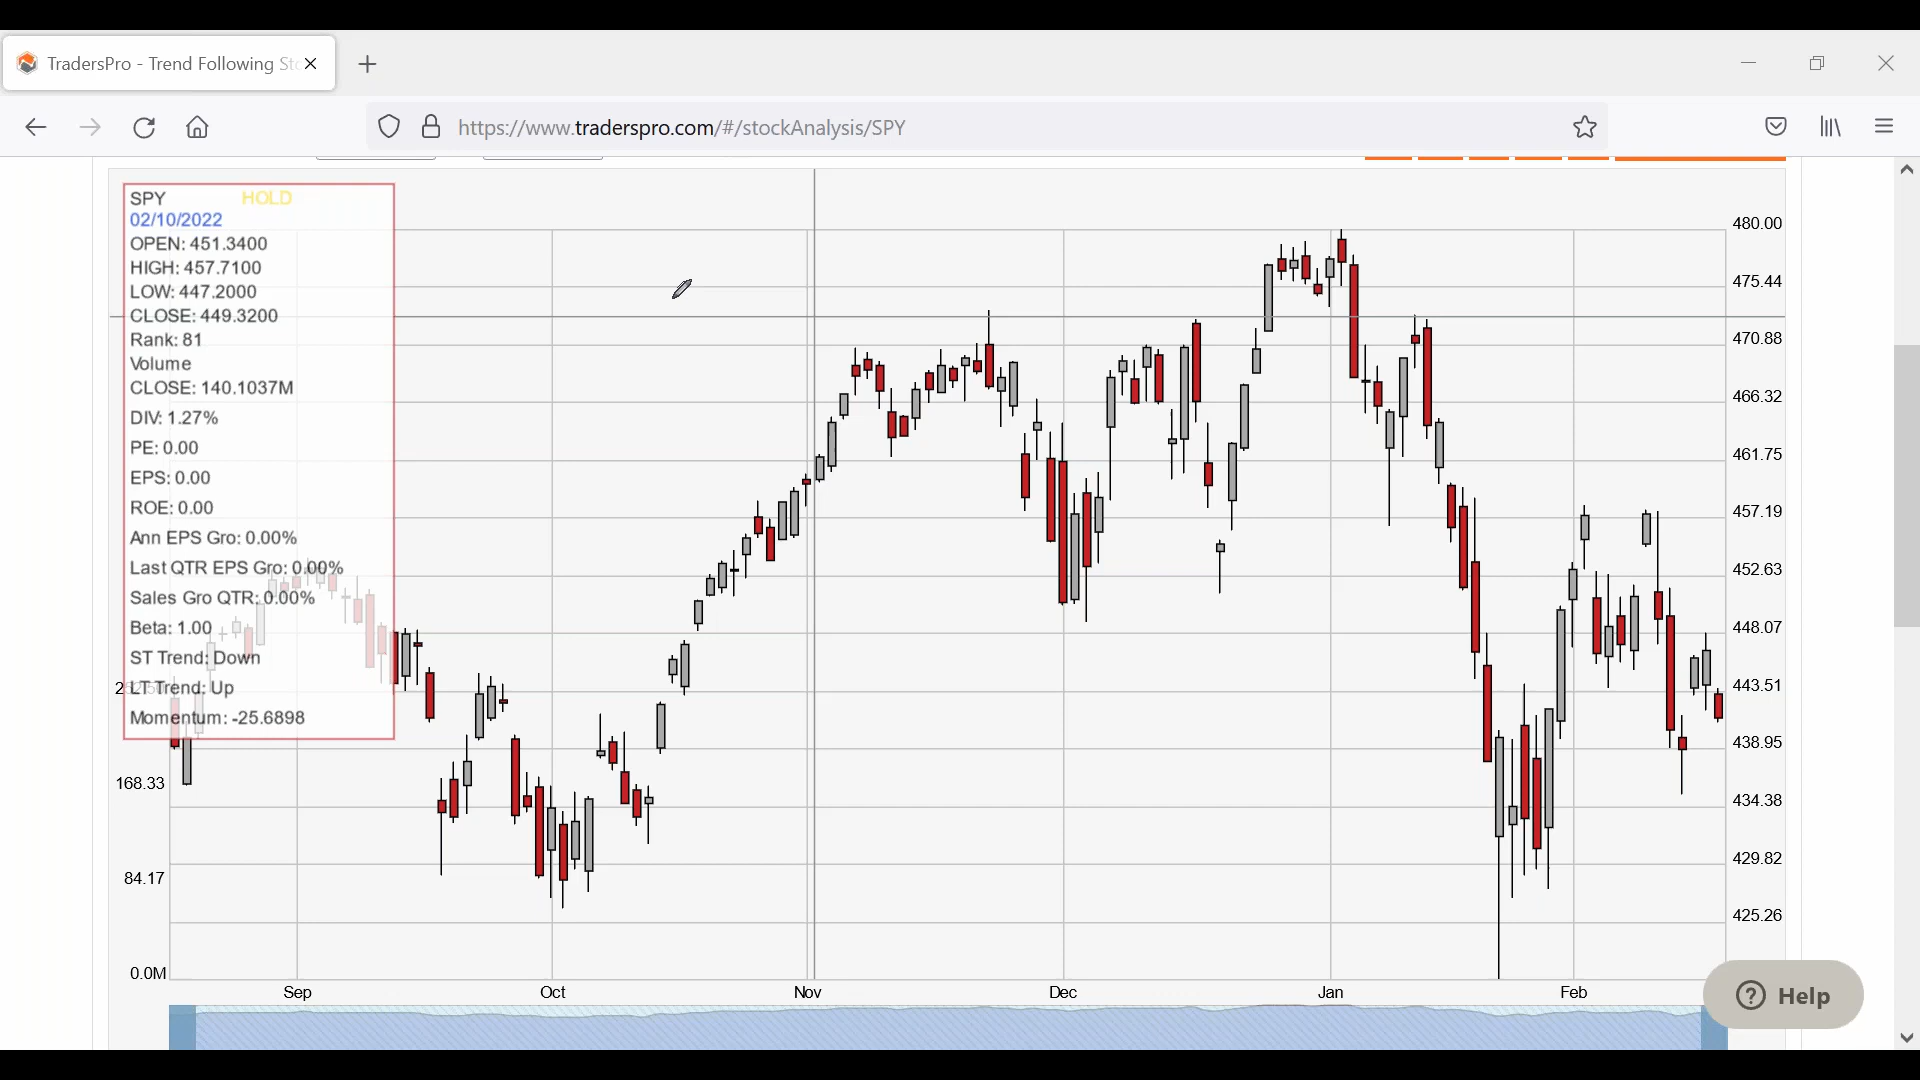 TradersPro - Trend Following Sto
https://www.traderspro.com/#/stockAnalysis/SPY
SPY HOLD
02/10/2022
OPEN: 451.3400
HIGH: 457.7100
LOW: 447.2000
CLOSE: 449.3200
Rank: 81
Volume
CLOSE: 140.1037M
DIV: 1.27%
PE: 0.00
EPS: 0.00
ROE: 0.00
Ann EPS Gro: 0.00%
Last QTR EPS Gro: 0.00%
Sales Gro QTR: 0.00%
Beta: 1.00
ST Trend: Down
LT Trend: Up
Momentum: -25.6898
168.33
84.17
0.0M
480.00
475.44
470.88
466.32
461.75
457.19
452.63
448.07
443.51
438.95
434.38
429.82
425.26
Sep Oct Nov Dec Jan Feb
Help